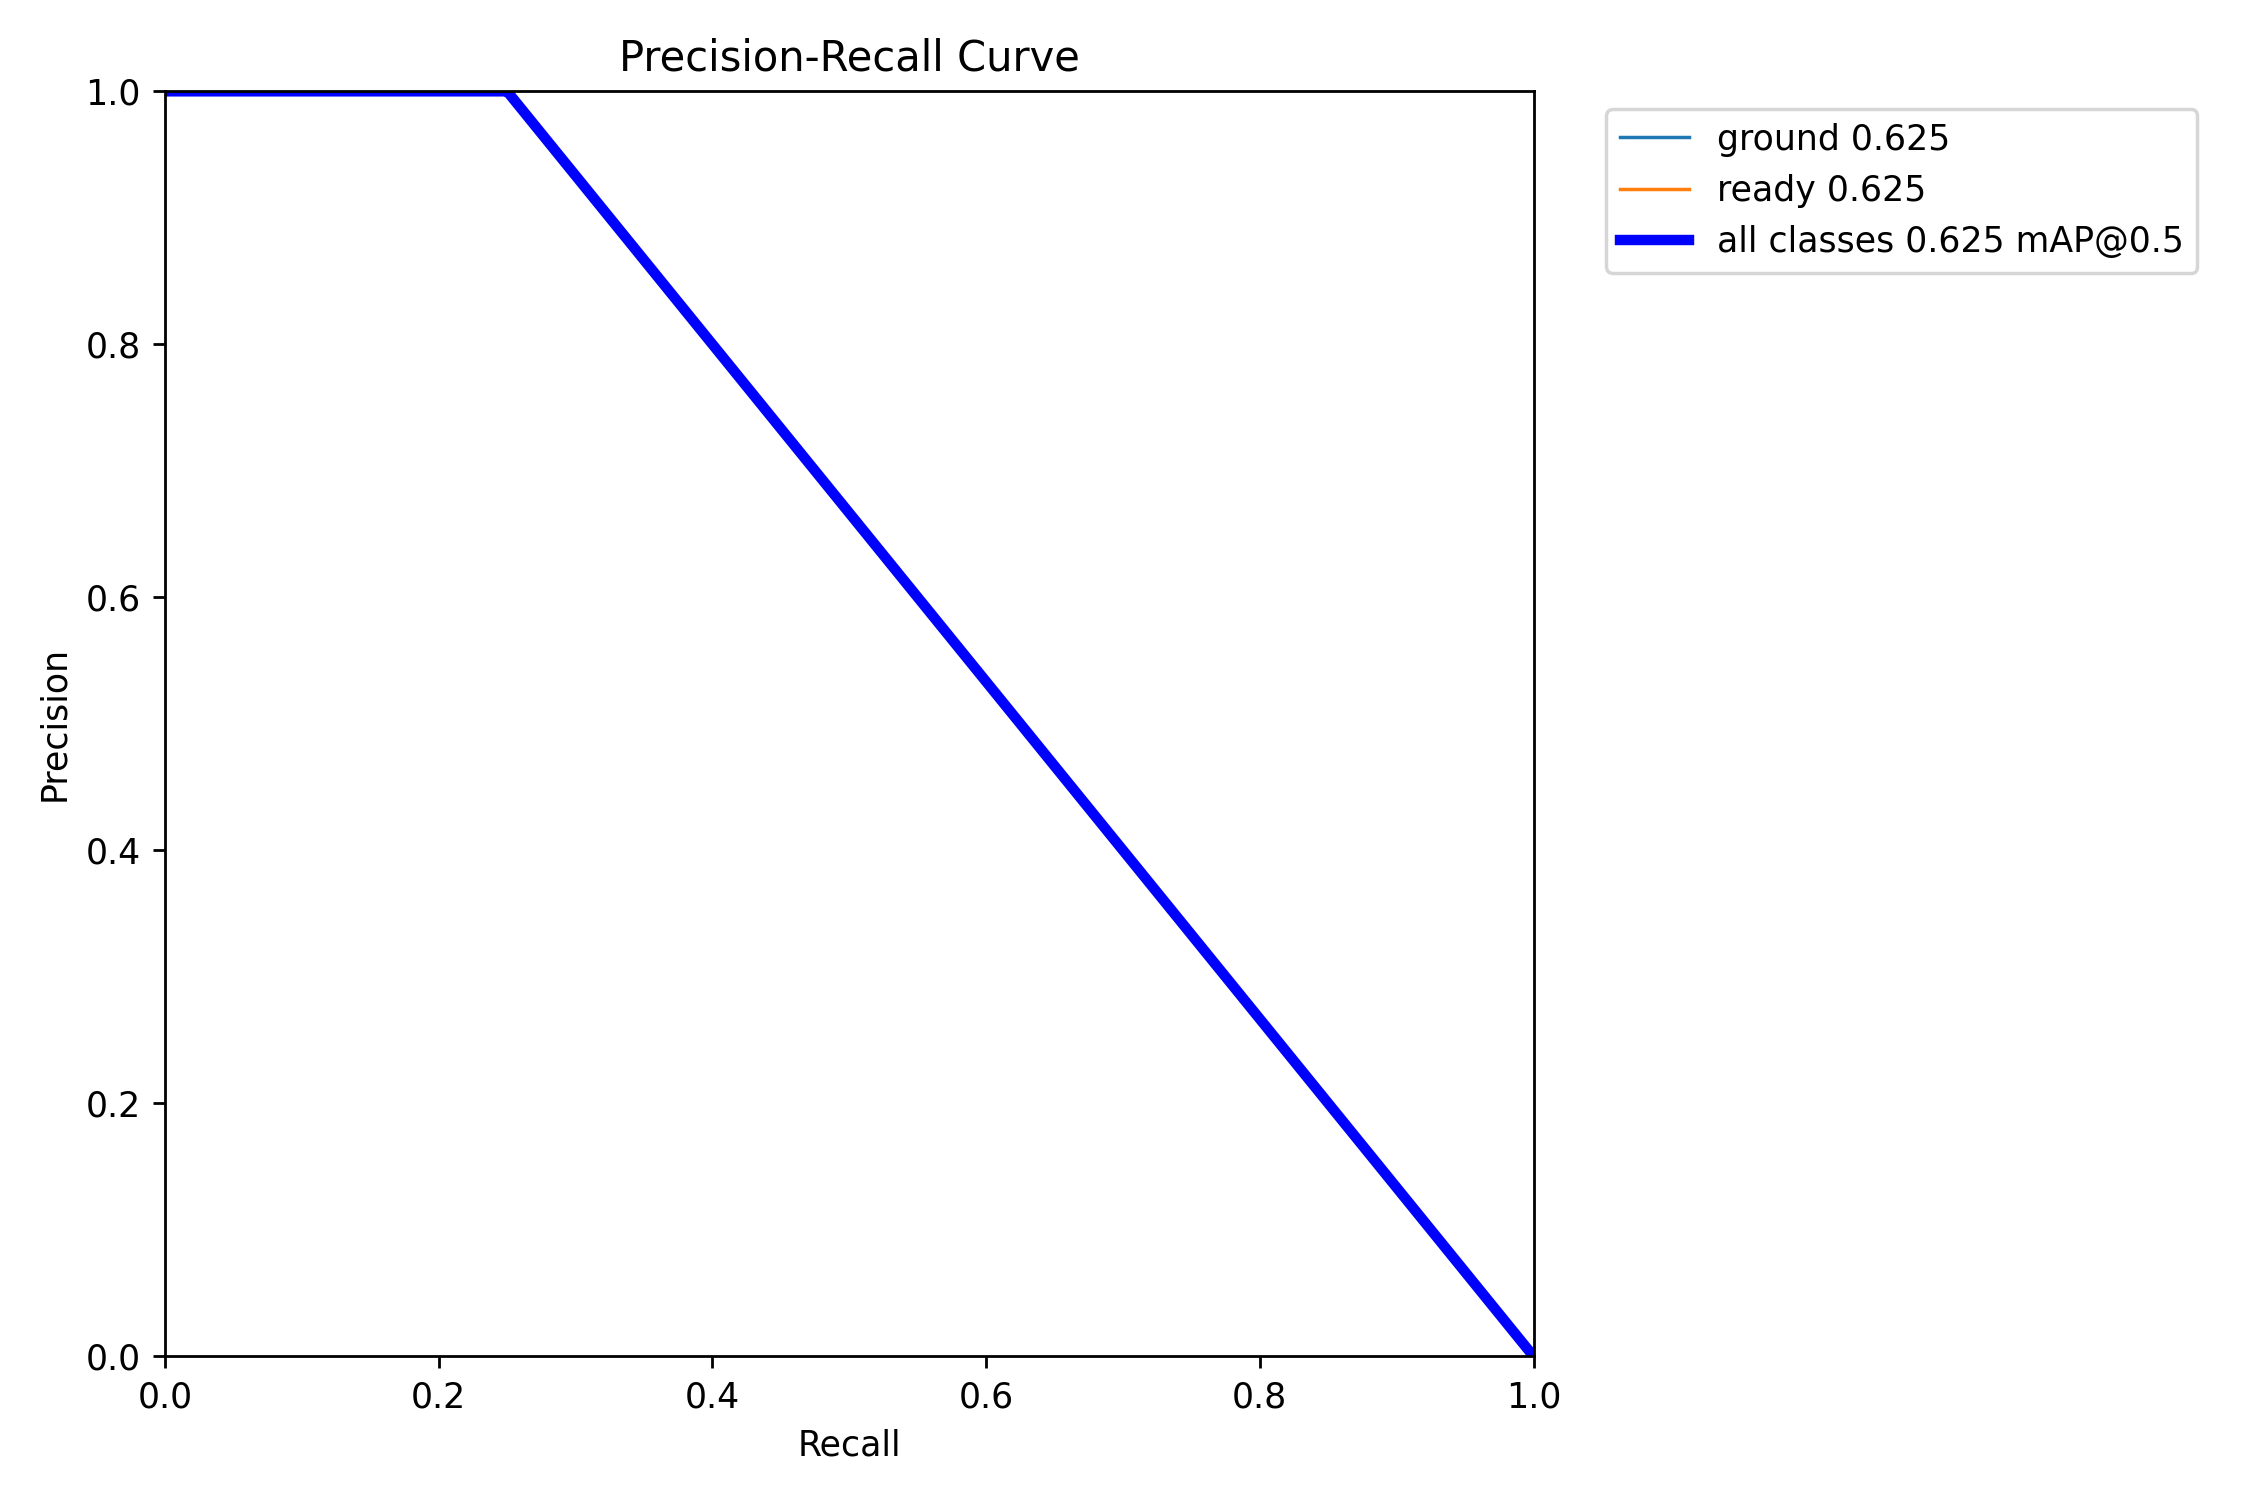 Precision-Recall Curve
1.0
0.8
0.6
0.4
0.2
0.0
Precision
0.0 0.2 0.4 0.6 0.8 1.0
Recall
ground 0.625
ready 0.625
all classes 0.625 mAP@0.5